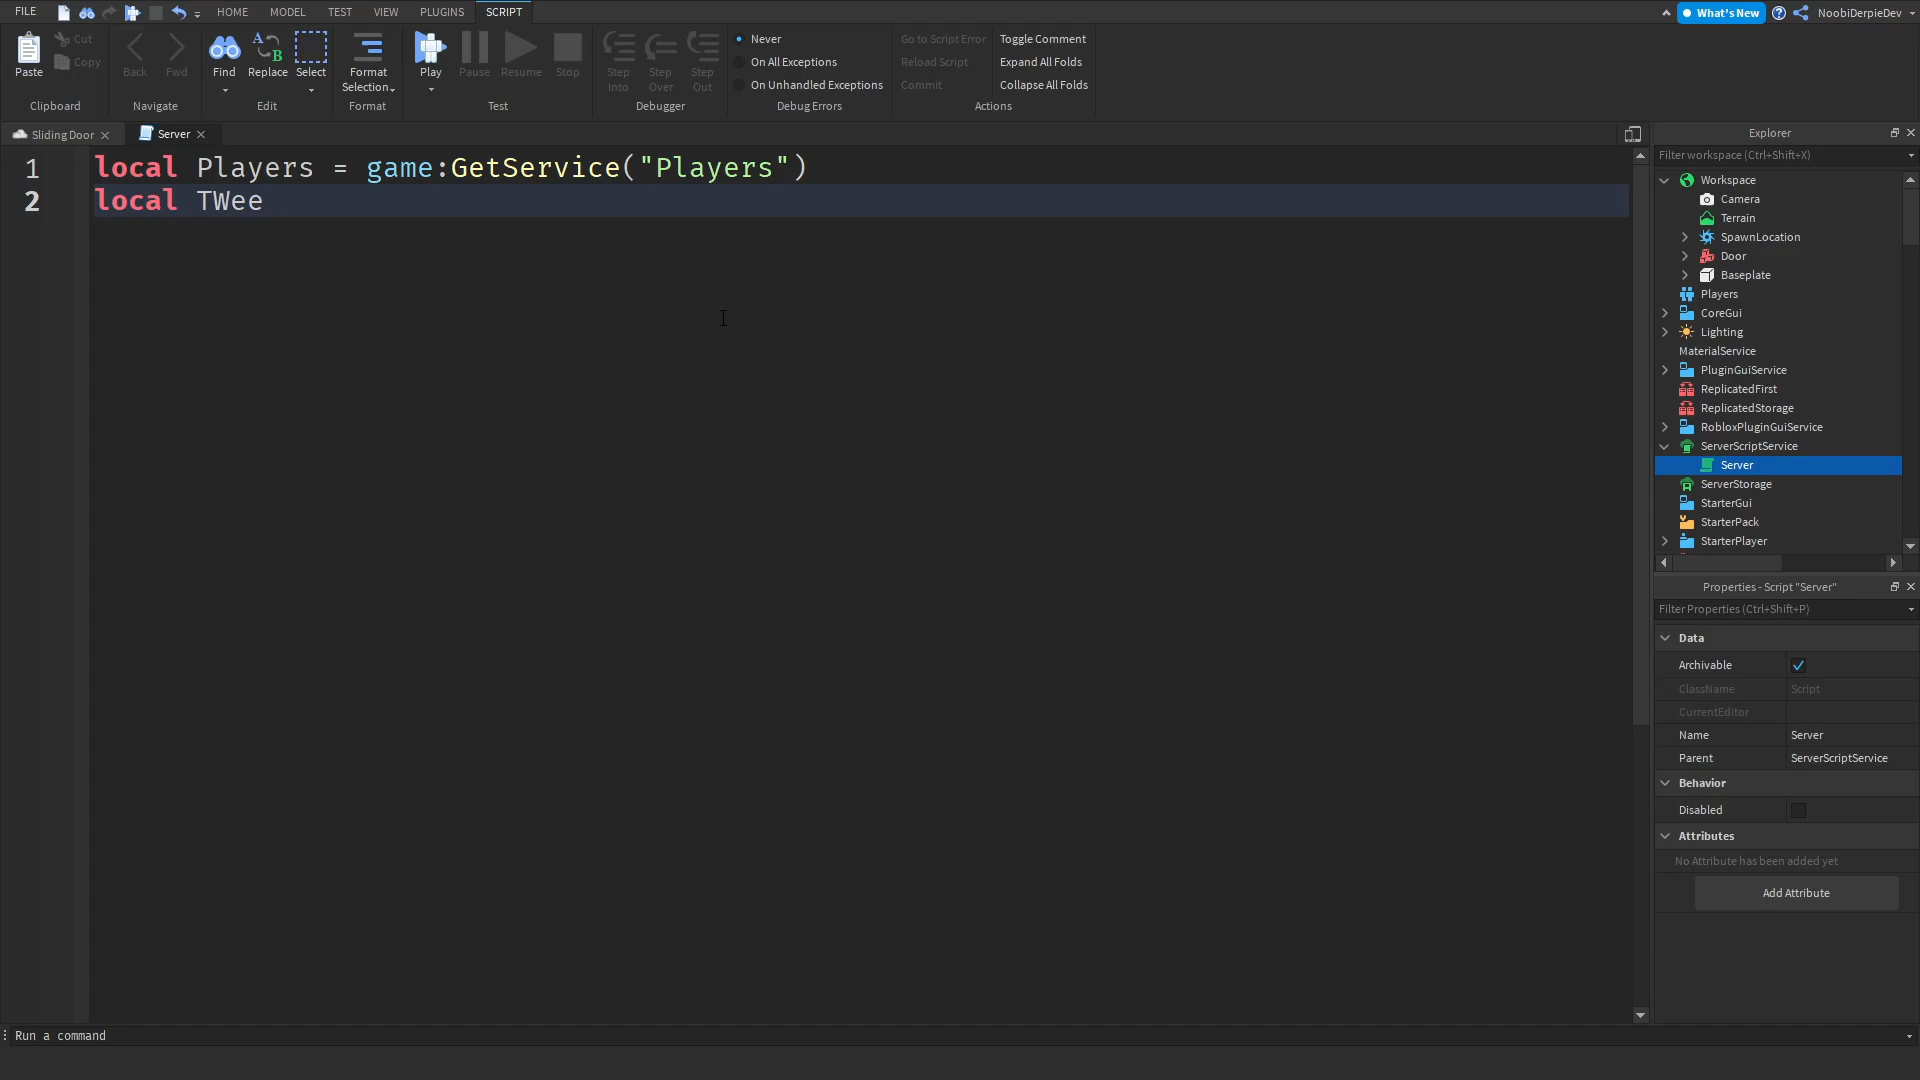 FILE
HOME
MODEL
TEST
VIEW
PLUGINS
SCRIPT
What's New
NoobiDerpieDev
Paste
Cut
Copy
Clipboard
Back
Fwd
Navigate
Find
Replace
Select
Edit
Format
Selection
Format
Play
Pause
Resume
Stop
Test
Step
Into
Step
Over
Step
Out
Debugger
Never
On All Exceptions
On Unhandled Exceptions
Debug Errors
Go to Script Error
Reload Script
Commit
Toggle Comment
Expand All Folds
Collapse All Folds
Actions
Sliding Door
Server
1 local Players = game:GetService("Players")
2 local TWee
Explorer
Filter workspace (Ctrl+Shift+X)
Workspace
Camera
Terrain
SpawnLocation
Door
Baseplate
Players
CoreGui
Lighting
MaterialService
PluginGuiService
ReplicatedFirst
ReplicatedStorage
RobloxPluginGuiService
ServerScriptService
Server
ServerStorage
StarterGui
StarterPack
StarterPlayer
Properties - Script "Server"
Filter Properties (Ctrl+Shift+P)
Data
Archivable
ClassName Script
CurrentEditor
Name Server
Parent ServerScriptService
Behavior
Disabled
Attributes
No Attribute has been added yet
Add Attribute
Run a command